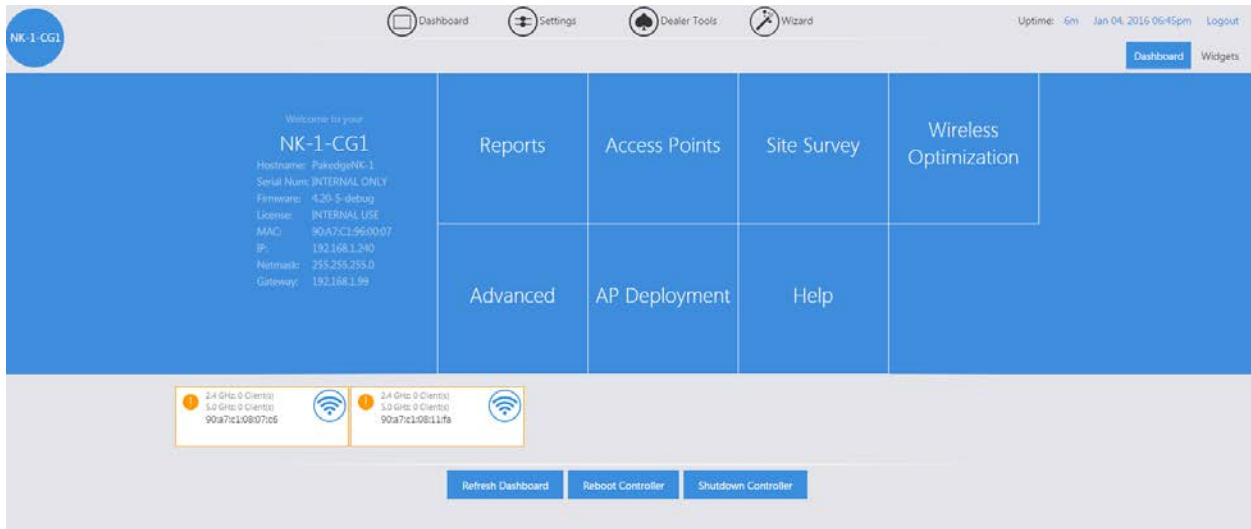 NK-1-CG1
Dashboard
Settings
Dealer Tools
Wizard
Uptime: 6m Jan 04, 2016 06:45pm Logout
Dashboard Widgets
Welcome to your
NK-1-CG1
Hostname: PakedgeNK-1
Serial Num: INTERNAL ONLY
Firmware: 4.20-5-debug
License: INTERNAL USE
MAC: 90:A7:C1:96:00:07
IP: 192.168.1.240
Netmask: 255.255.255.0
Gateway: 192.168.1.99
Reports
Access Points
Site Survey
Wireless
Optimization
Advanced
AP Deployment
Help
2.4 GHz: 0 Client(s)
5.0 GHz: 0 Client(s)
90:a7:c1:08:07:c6
2.4 GHz: 0 Client(s)
5.0 GHz: 0 Client(s)
90:a7:c1:08:11:fa
Refresh Dashboard
Reboot Controller
Shutdown Controller